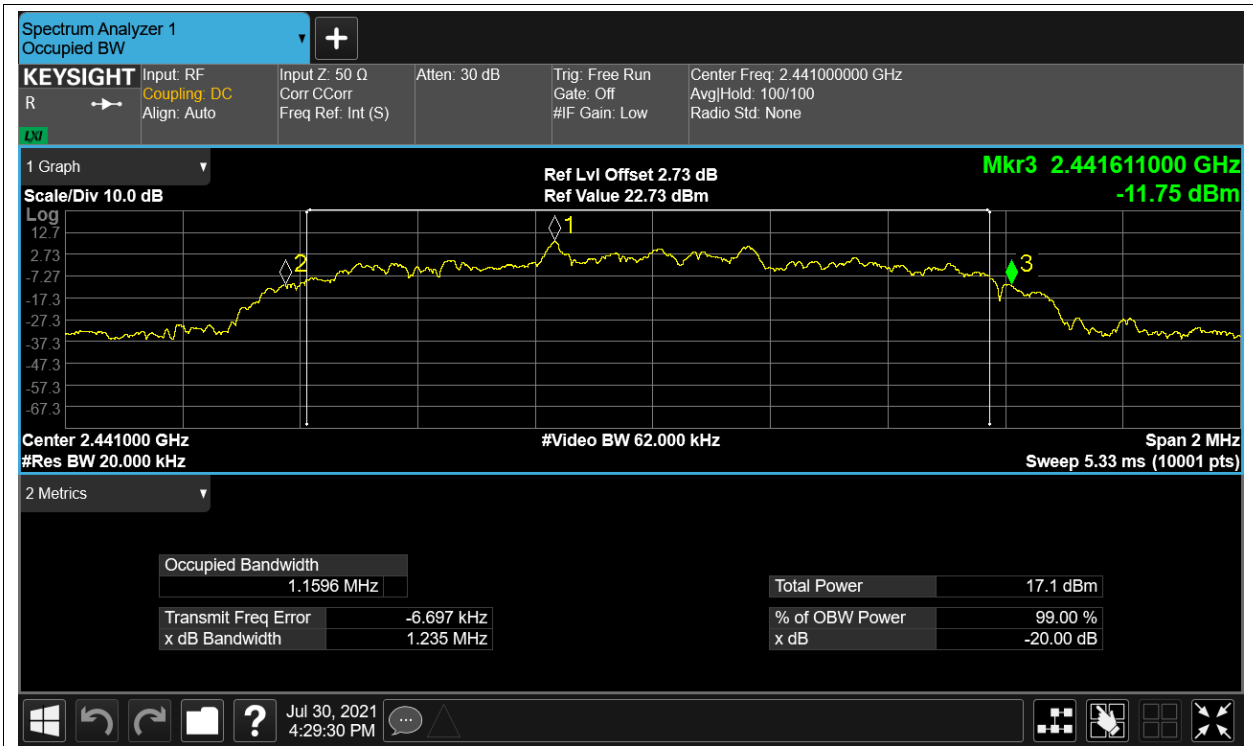 Spectrum Analyzer 1
Occupied BW
KEYSIGHT
R
LXI
Input: RF
Coupling: DC
Align: Auto
Input Z: 50 Ω
Corr CCorr
Freq Ref: Int (S)
Atten: 30 dB
Trig: Free Run
Gate: Off
#IF Gain: Low
Center Freq: 2.441000000 GHz
Avg|Hold: 100/100
Radio Std: None
1 Graph
Scale/Div 10.0 dB
Ref Lvl Offset 2.73 dB
Ref Value 22.73 dBm
Mkr3 2.441611000 GHz
-11.75 dBm
Log
12.7
2.73
-7.27
-17.3
-27.3
-37.3
-47.3
-57.3
-67.3
1
2
3
Center 2.441000 GHz
#Res BW 20.000 kHz
#Video BW 62.000 kHz
Span 2 MHz
Sweep 5.33 ms (10001 pts)
2 Metrics
Occupied Bandwidth
1.1596 MHz
Transmit Freq Error -6.697 kHz
x dB Bandwidth 1.235 MHz
Total Power 17.1 dBm
% of OBW Power 99.00 %
x dB -20.00 dB
?
Jul 30, 2021
4:29:30 PM